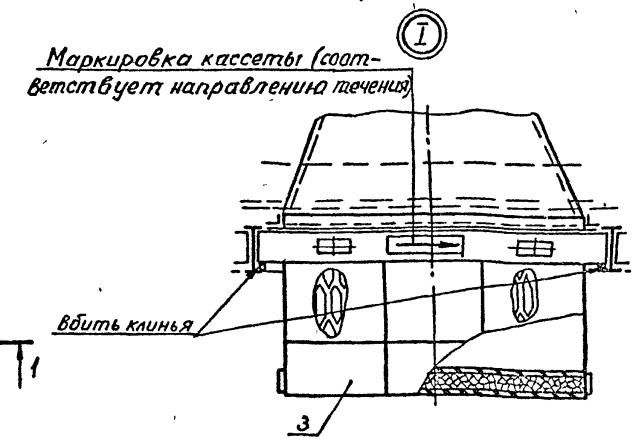 I
Маркировка кассеты (соот-
ветствует направлению течения)
вбить клинья
1
3